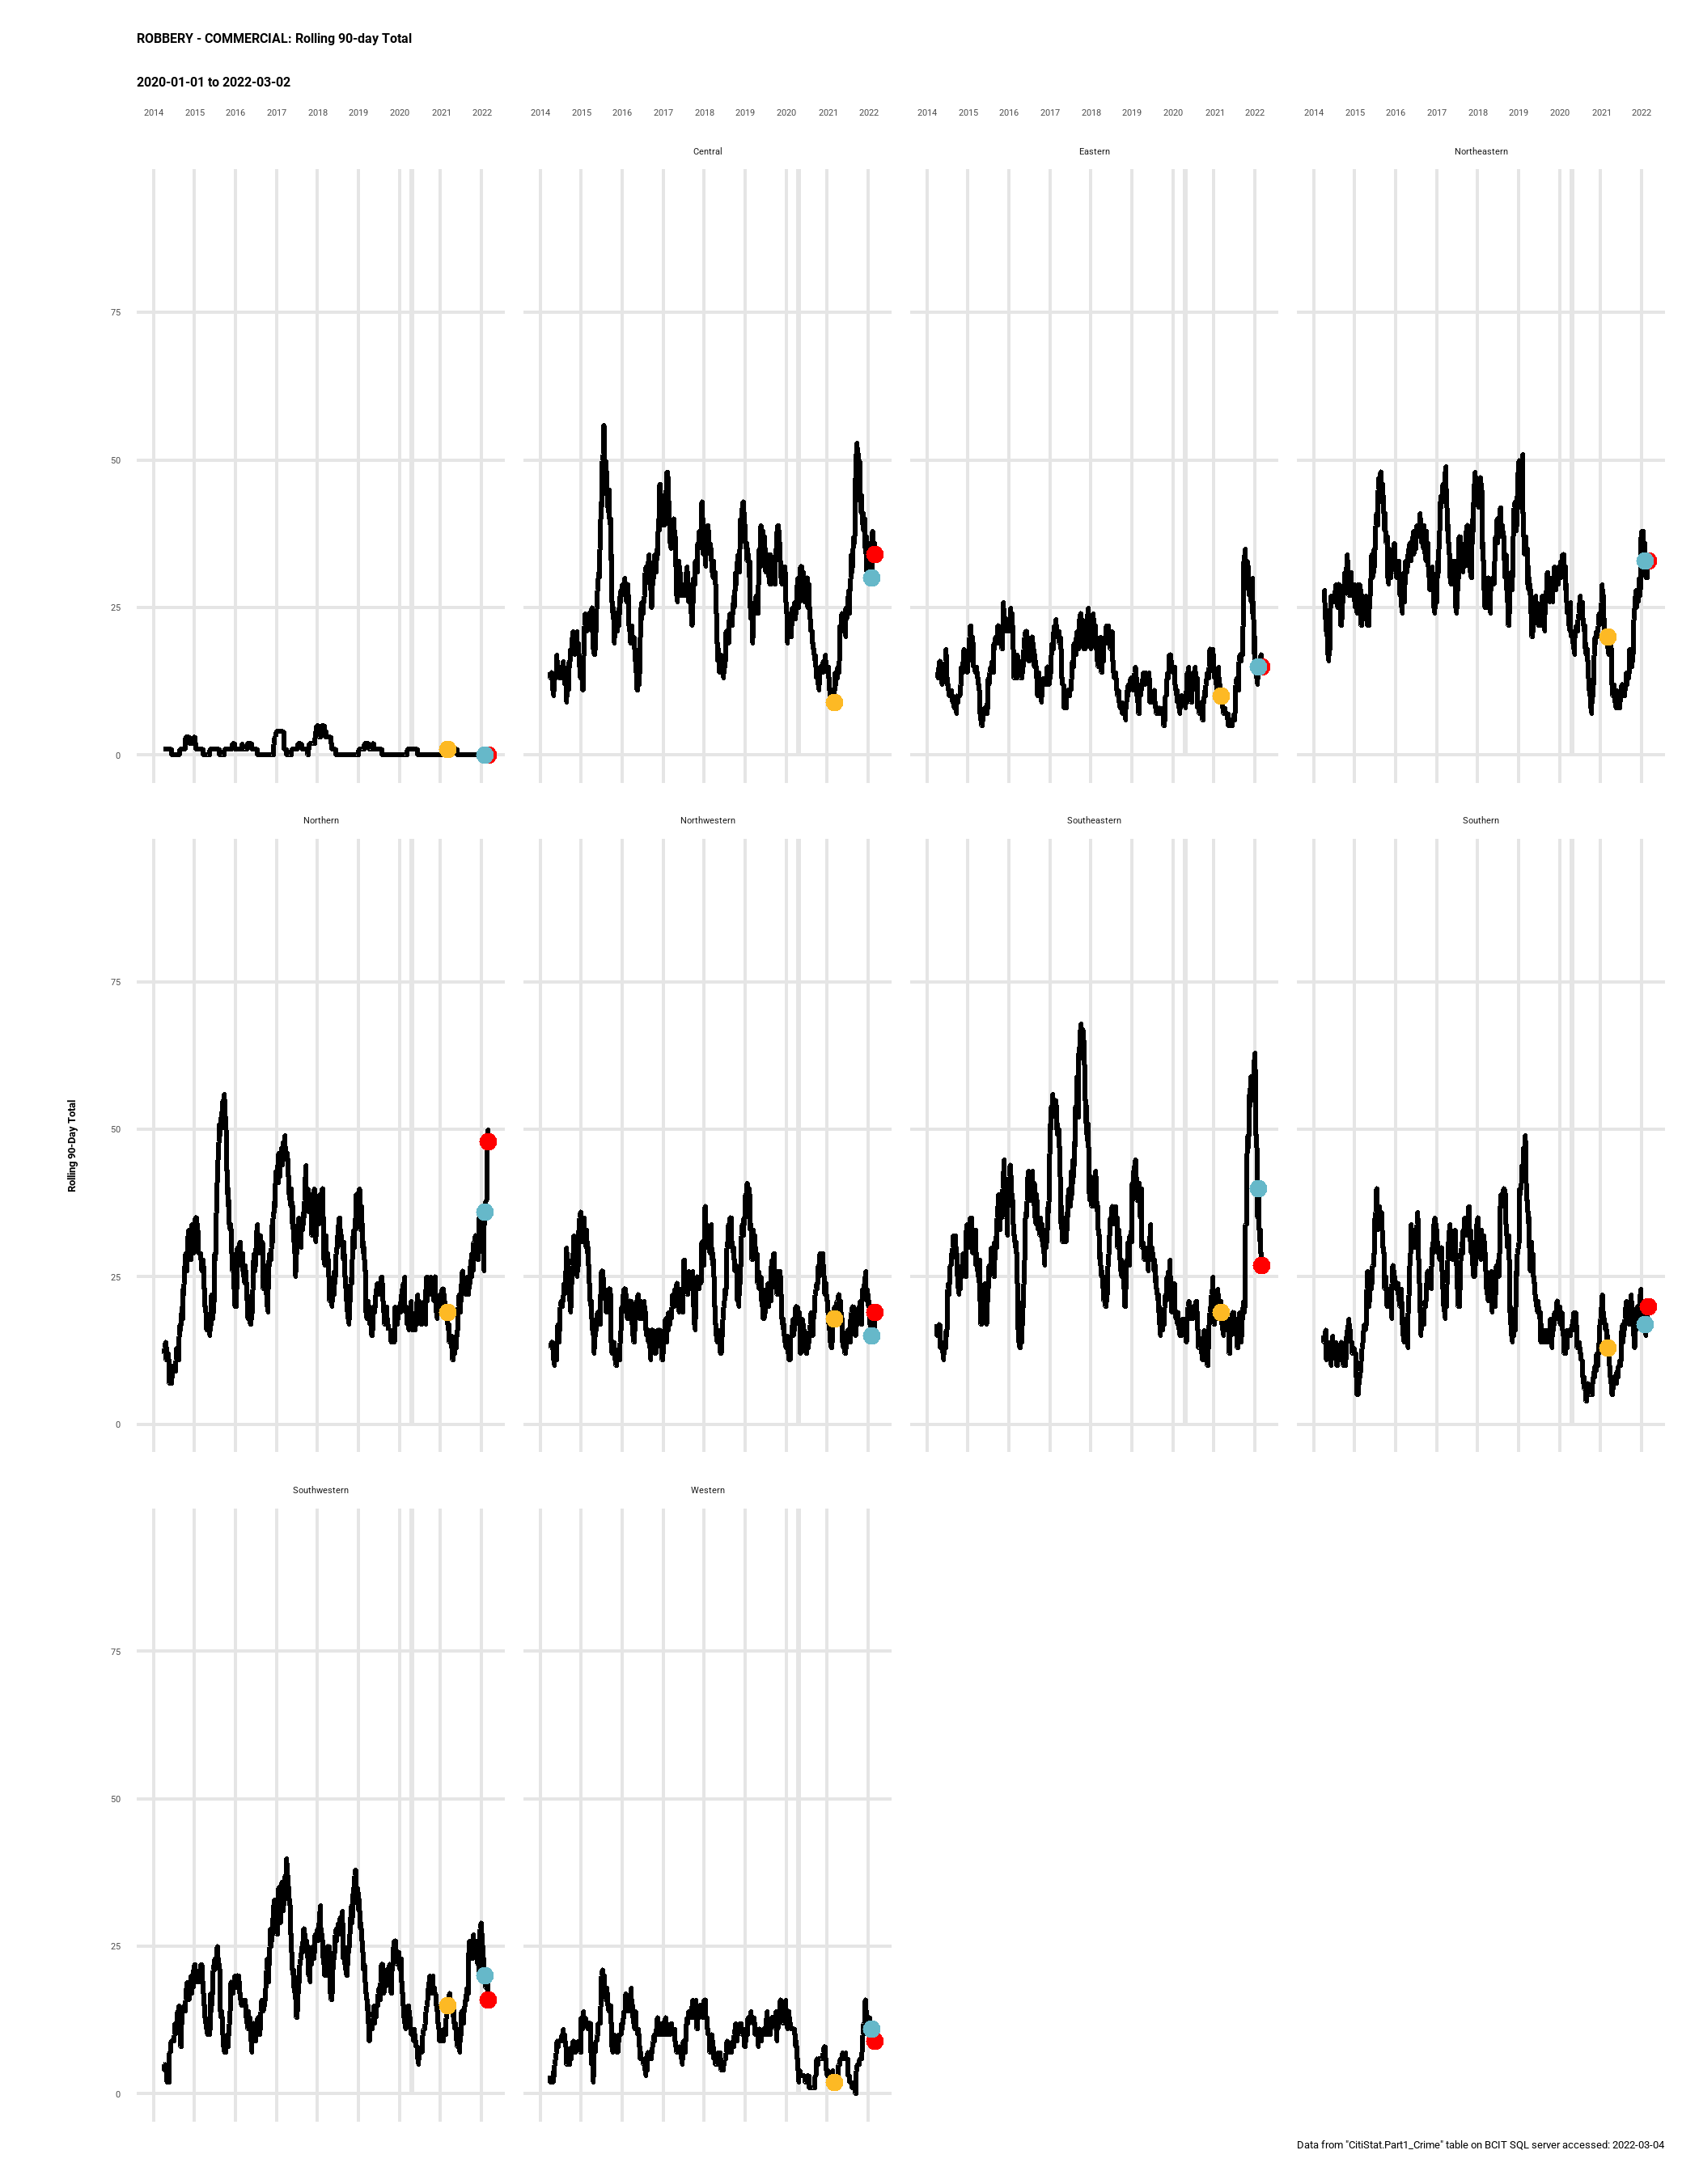 ROBBERY - COMMERCIAL: Rolling 90-day Total
2020-01-01 to 2022-03-02
2014 2015 2016 2017 2018 2019 2020 2021 2022 2014 2015 2016 2017 2018 2019 2020 2021 2022 2014 2015 2016 2017 2018 2019 2020 2021 2022 2014 2015 2016 2017 2018 2019 2020 2021 2022
Central Eastern Northeastern
75
50
25
0
Northern Northwestern Southeastern Southern
75
50
25
0
Rolling 90-Day Total
Southwestern Western
75
50
25
0
Data from "CitiStat.Part1_Crime" table on BCIT SQL server accessed: 2022-03-04